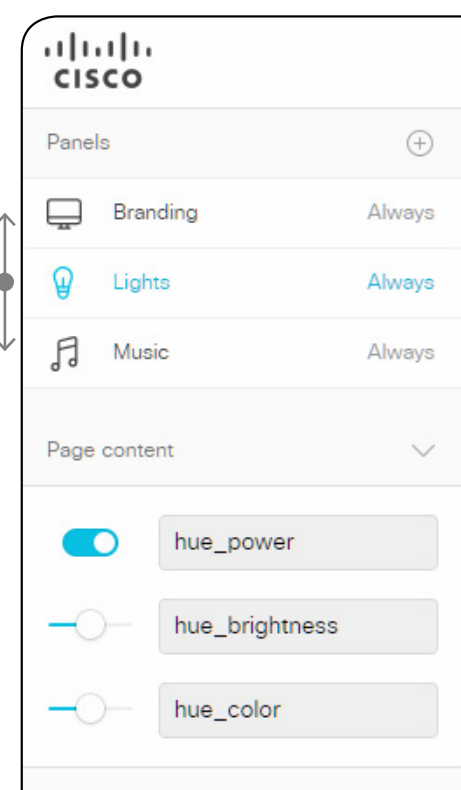 CISCO
Panels
Branding Always
Lights Always
Music Always
Page content
hue_power
hue_brightness
hue_color